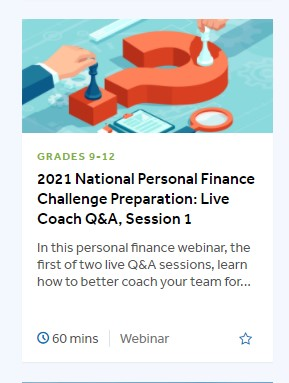 GRADES 9-12
2021 National Personal Finance
Challenge Preparation: Live
Coach Q&A, Session 1
In this personal finance webinar, the
first of two live Q&A sessions, learn
how to better coach your team for...
60 mins Webinar